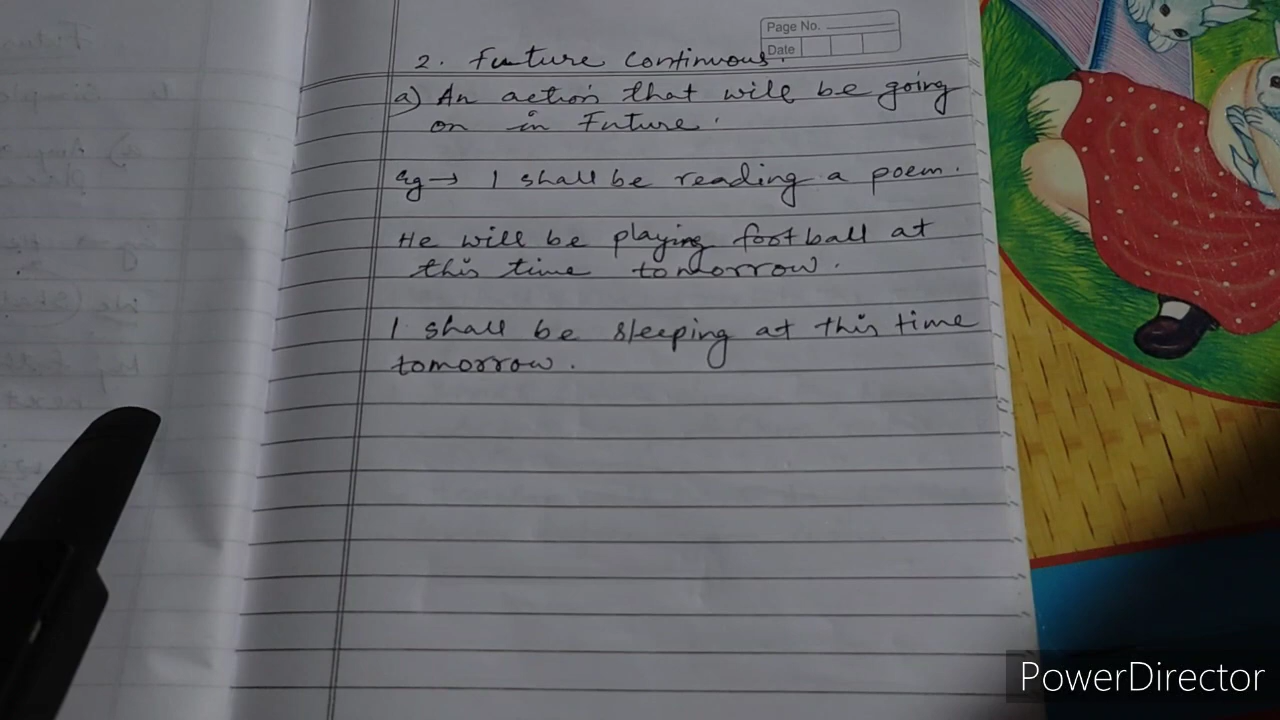 Page No.
Date
2. Future Continuous.
a) An action that will be going
on in Future.
eg → I shall be reading a poem.
He will be playing football at
this time tomorrow.
I shall be sleeping at this time
tomorrow.
PowerDirector